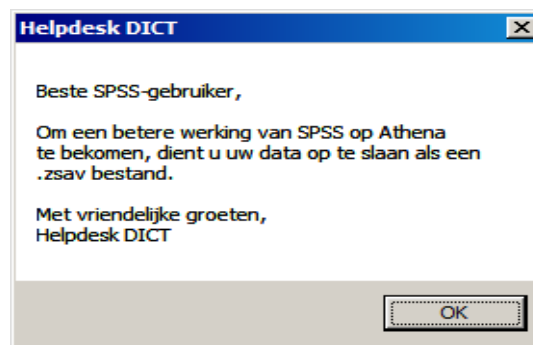 Helpdesk DICT
Beste SPSS-gebruiker,
Om een betere werking van SPSS op Athena
te bekomen, dient u uw data op te slaan als een
.zsav bestand.
Met vriendelijke groeten,
Helpdesk DICT
OK